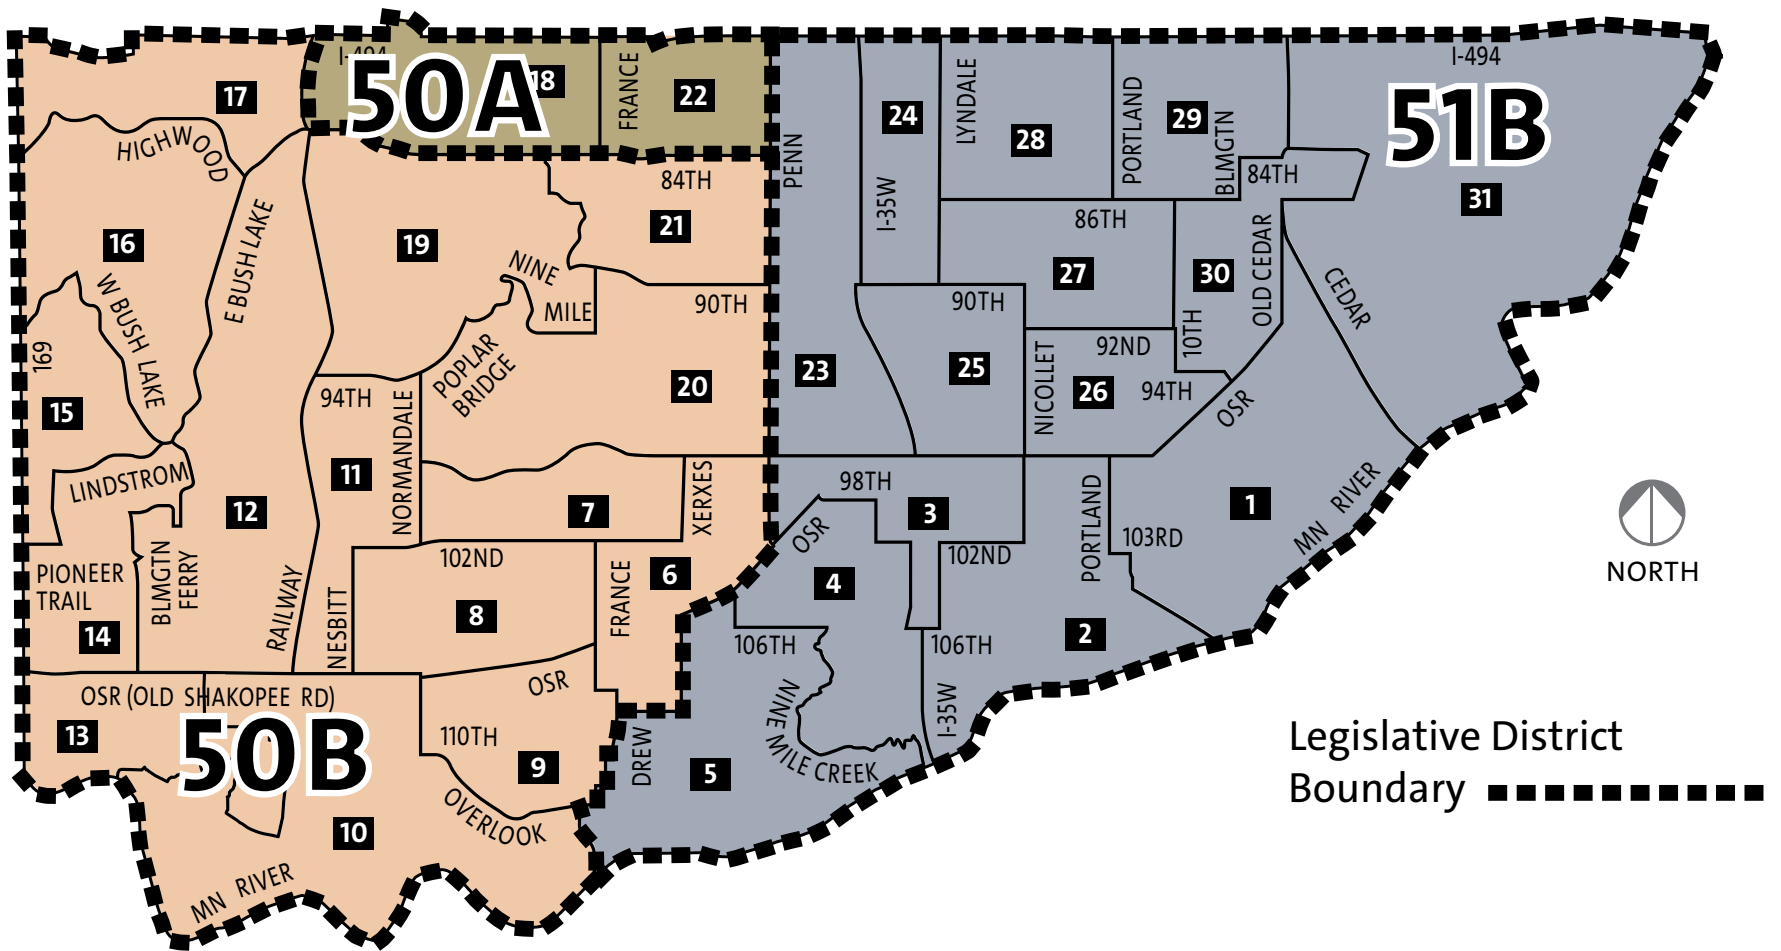 I-494
50A
18
FRANCE
22
17
HIGHWOOD
16
E BUSH LAKE
W BUSH LAKE
169
15
LINDSTROM
12
BLMGTN
FERRY
PIONEER
TRAIL
14
RAILWAY
NESBITT
11
94TH
NORMANDALE
19
NINE
MILE
POPLAR
BRIDGE
84TH
21
90TH
20
7
XERXES
102ND
8
FRANCE
6
OSR
OSR (OLD SHAKOPEE RD)
13
50B
110TH
9
OVERLOOK
10
MN RIVER
PENN
24
I-35W
LYNDALE
28
PORTLAND
29
BLMGTN
84TH
I-494
51B
31
86TH
27
30
OLD CEDAR
10TH
CEDAR
90TH
23
25
NICOLLET
92ND
26
94TH
OSR
98TH
3
OSR
4
102ND
PORTLAND
103RD
1
MN RIVER
106TH
106TH
2
I-35W
NINE MILE CREEK
DREW
5
NORTH
Legislative District
Boundary